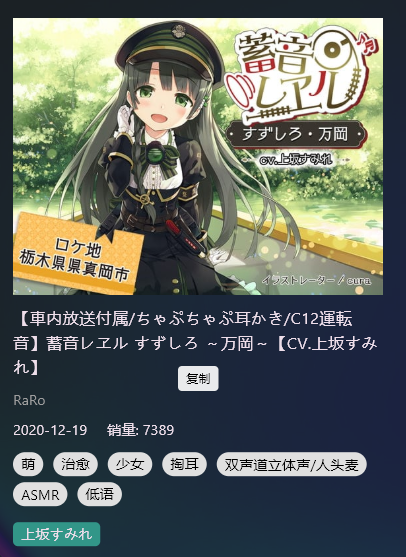 蓄音
レヱル
すずしろ・万岡
CV.上坂すみれ
ロケ地
栃木県県真岡市
イラストレーター / cura
【車内放送付属/ちゃぷちゃぷ耳かき/C12運転
音】蓄音レヱル すずしろ ～万岡～【CV.上坂すみ
れ】
复制
RaRo
2020-12-19 销量: 7389
萌 治愈 少女 掏耳 双声道立体声/人头麦
ASMR 低语
上坂すみれ